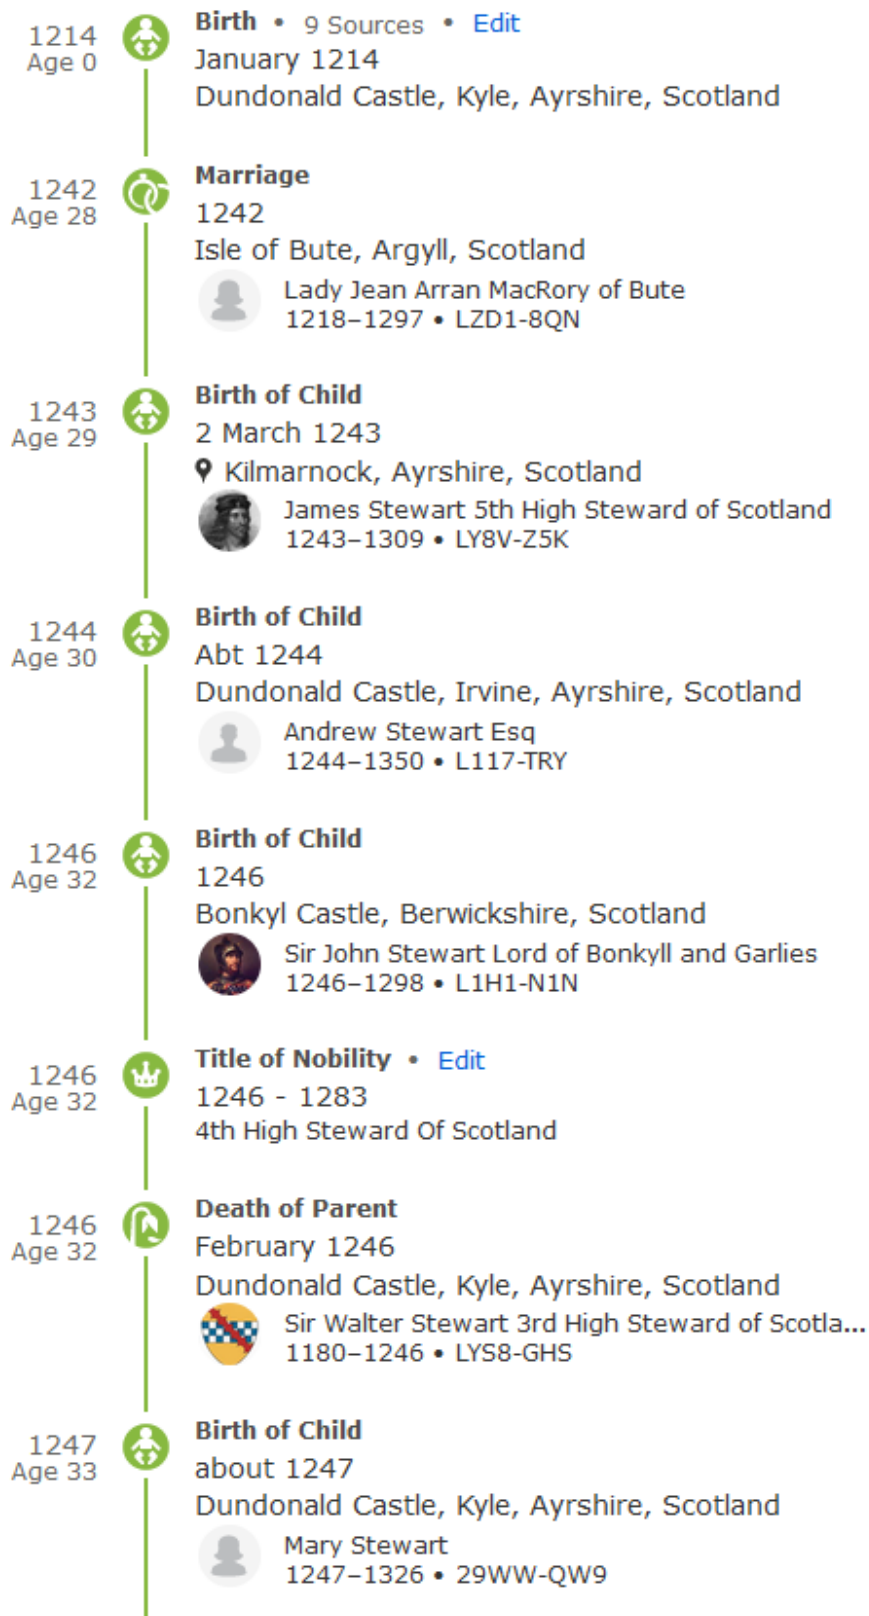 1214
Age 0
Birth • 9 Sources • Edit
January 1214
Dundonald Castle, Kyle, Ayrshire, Scotland
1242
Age 28
Marriage
1242
Isle of Bute, Argyll, Scotland
Lady Jean Arran MacRory of Bute
1218–1297 • LZD1-8QN
1243
Age 29
Birth of Child
2 March 1243
Kilmarnock, Ayrshire, Scotland
James Stewart 5th High Steward of Scotland
1243–1309 • LY8V-Z5K
1244
Age 30
Birth of Child
Abt 1244
Dundonald Castle, Irvine, Ayrshire, Scotland
Andrew Stewart Esq
1244–1350 • L117-TRY
1246
Age 32
Birth of Child
1246
Bonkyl Castle, Berwickshire, Scotland
Sir John Stewart Lord of Bonkyll and Garlies
1246–1298 • L1H1-N1N
1246
Age 32
Title of Nobility • Edit
1246 - 1283
4th High Steward Of Scotland
1246
Age 32
Death of Parent
February 1246
Dundonald Castle, Kyle, Ayrshire, Scotland
Sir Walter Stewart 3rd High Steward of Scotla...
1180–1246 • LYS8-GHS
1247
Age 33
Birth of Child
about 1247
Dundonald Castle, Kyle, Ayrshire, Scotland
Mary Stewart
1247–1326 • 29WW-QW9